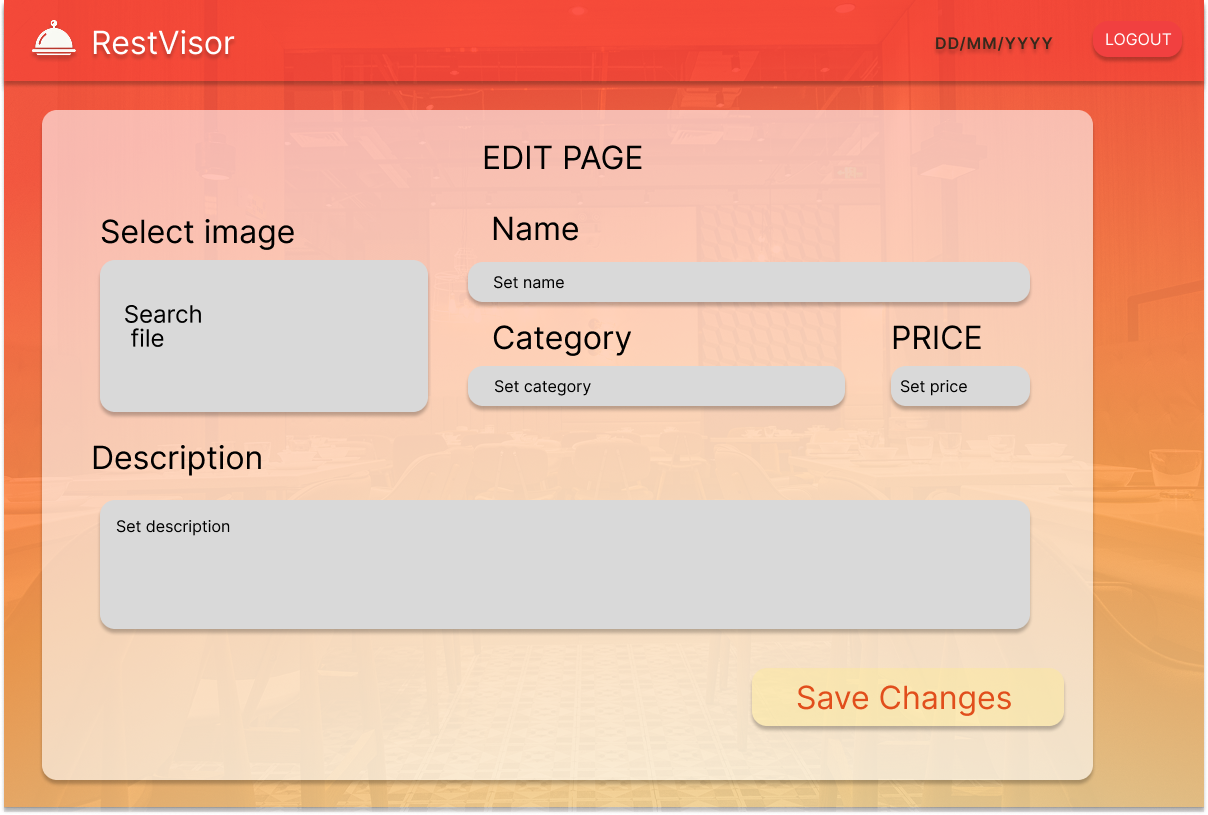 RestVisor
DD/MM/YYYY
LOGOUT
EDIT PAGE
Select image
Name
Search
file
Set name
Category
PRICE
Set category
Set price
Description
Set description
Save Changes